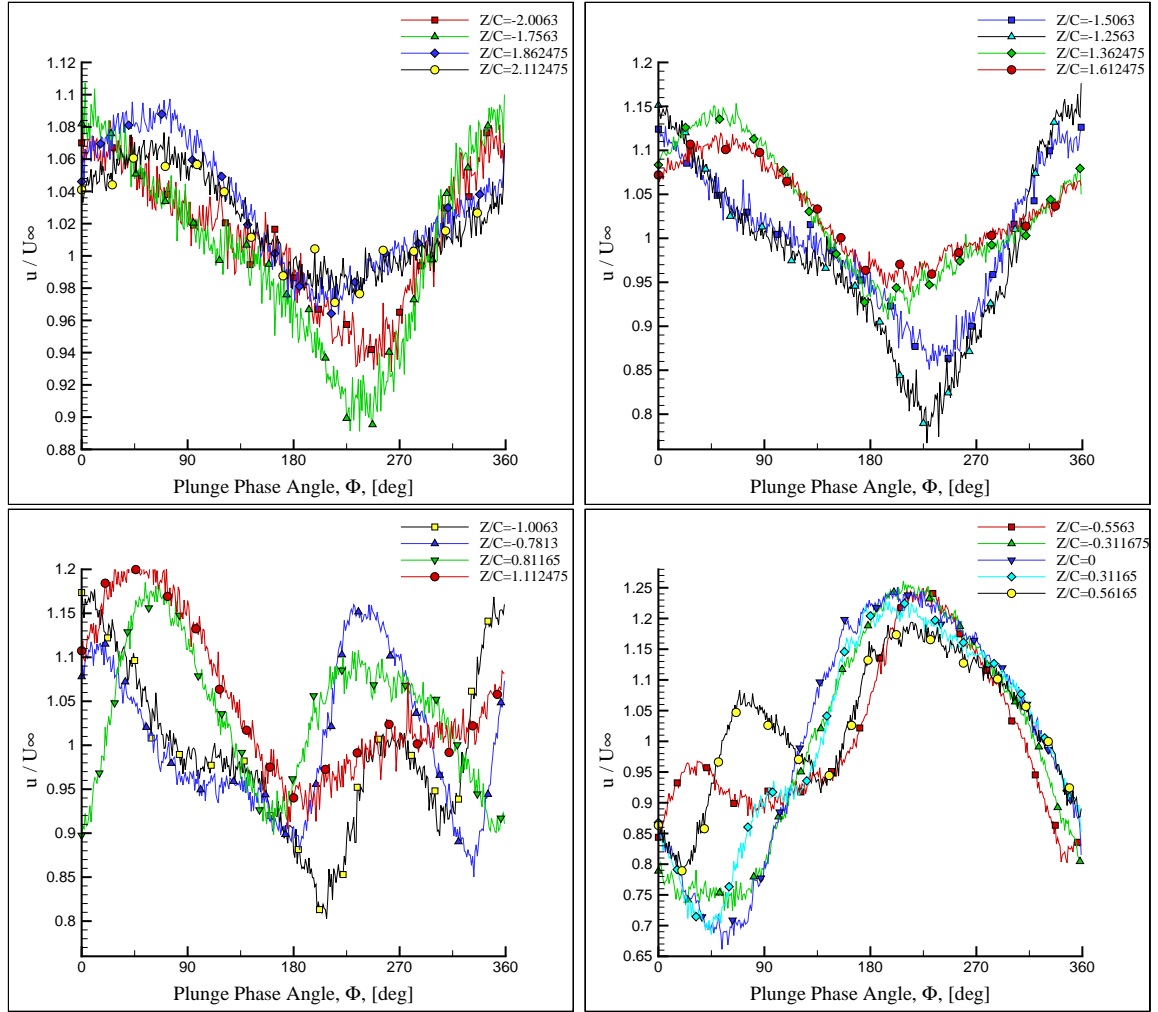 Z/C=-2.0063
Z/C=-1.7563
Z/C=1.862475
Z/C=2.112475
1.12
1.1
1.08
1.06
1.04
1.02
1
0.98
0.96
0.94
0.92
0.9
0.88
u / U∞
0 90 180 270 360
Plunge Phase Angle, Φ, [deg]
Z/C=-1.5063
Z/C=-1.2563
Z/C=1.362475
Z/C=1.612475
1.2
1.15
1.1
1.05
1
0.95
0.9
0.85
0.8
u / U∞
0 90 180 270 360
Plunge Phase Angle, Φ, [deg]
Z/C=-1.0063
Z/C=-0.7813
Z/C=0.81165
Z/C=1.112475
1.2
1.15
1.1
1.05
1
0.95
0.9
0.85
0.8
u / U∞
0 90 180 270 360
Plunge Phase Angle, Φ, [deg]
Z/C=-0.5563
Z/C=-0.311675
Z/C=0
Z/C=0.31165
Z/C=0.56165
1.25
1.2
1.15
1.1
1.05
1
0.95
0.9
0.85
0.8
0.75
0.7
0.65
u / U∞
0 90 180 270 360
Plunge Phase Angle, Φ, [deg]